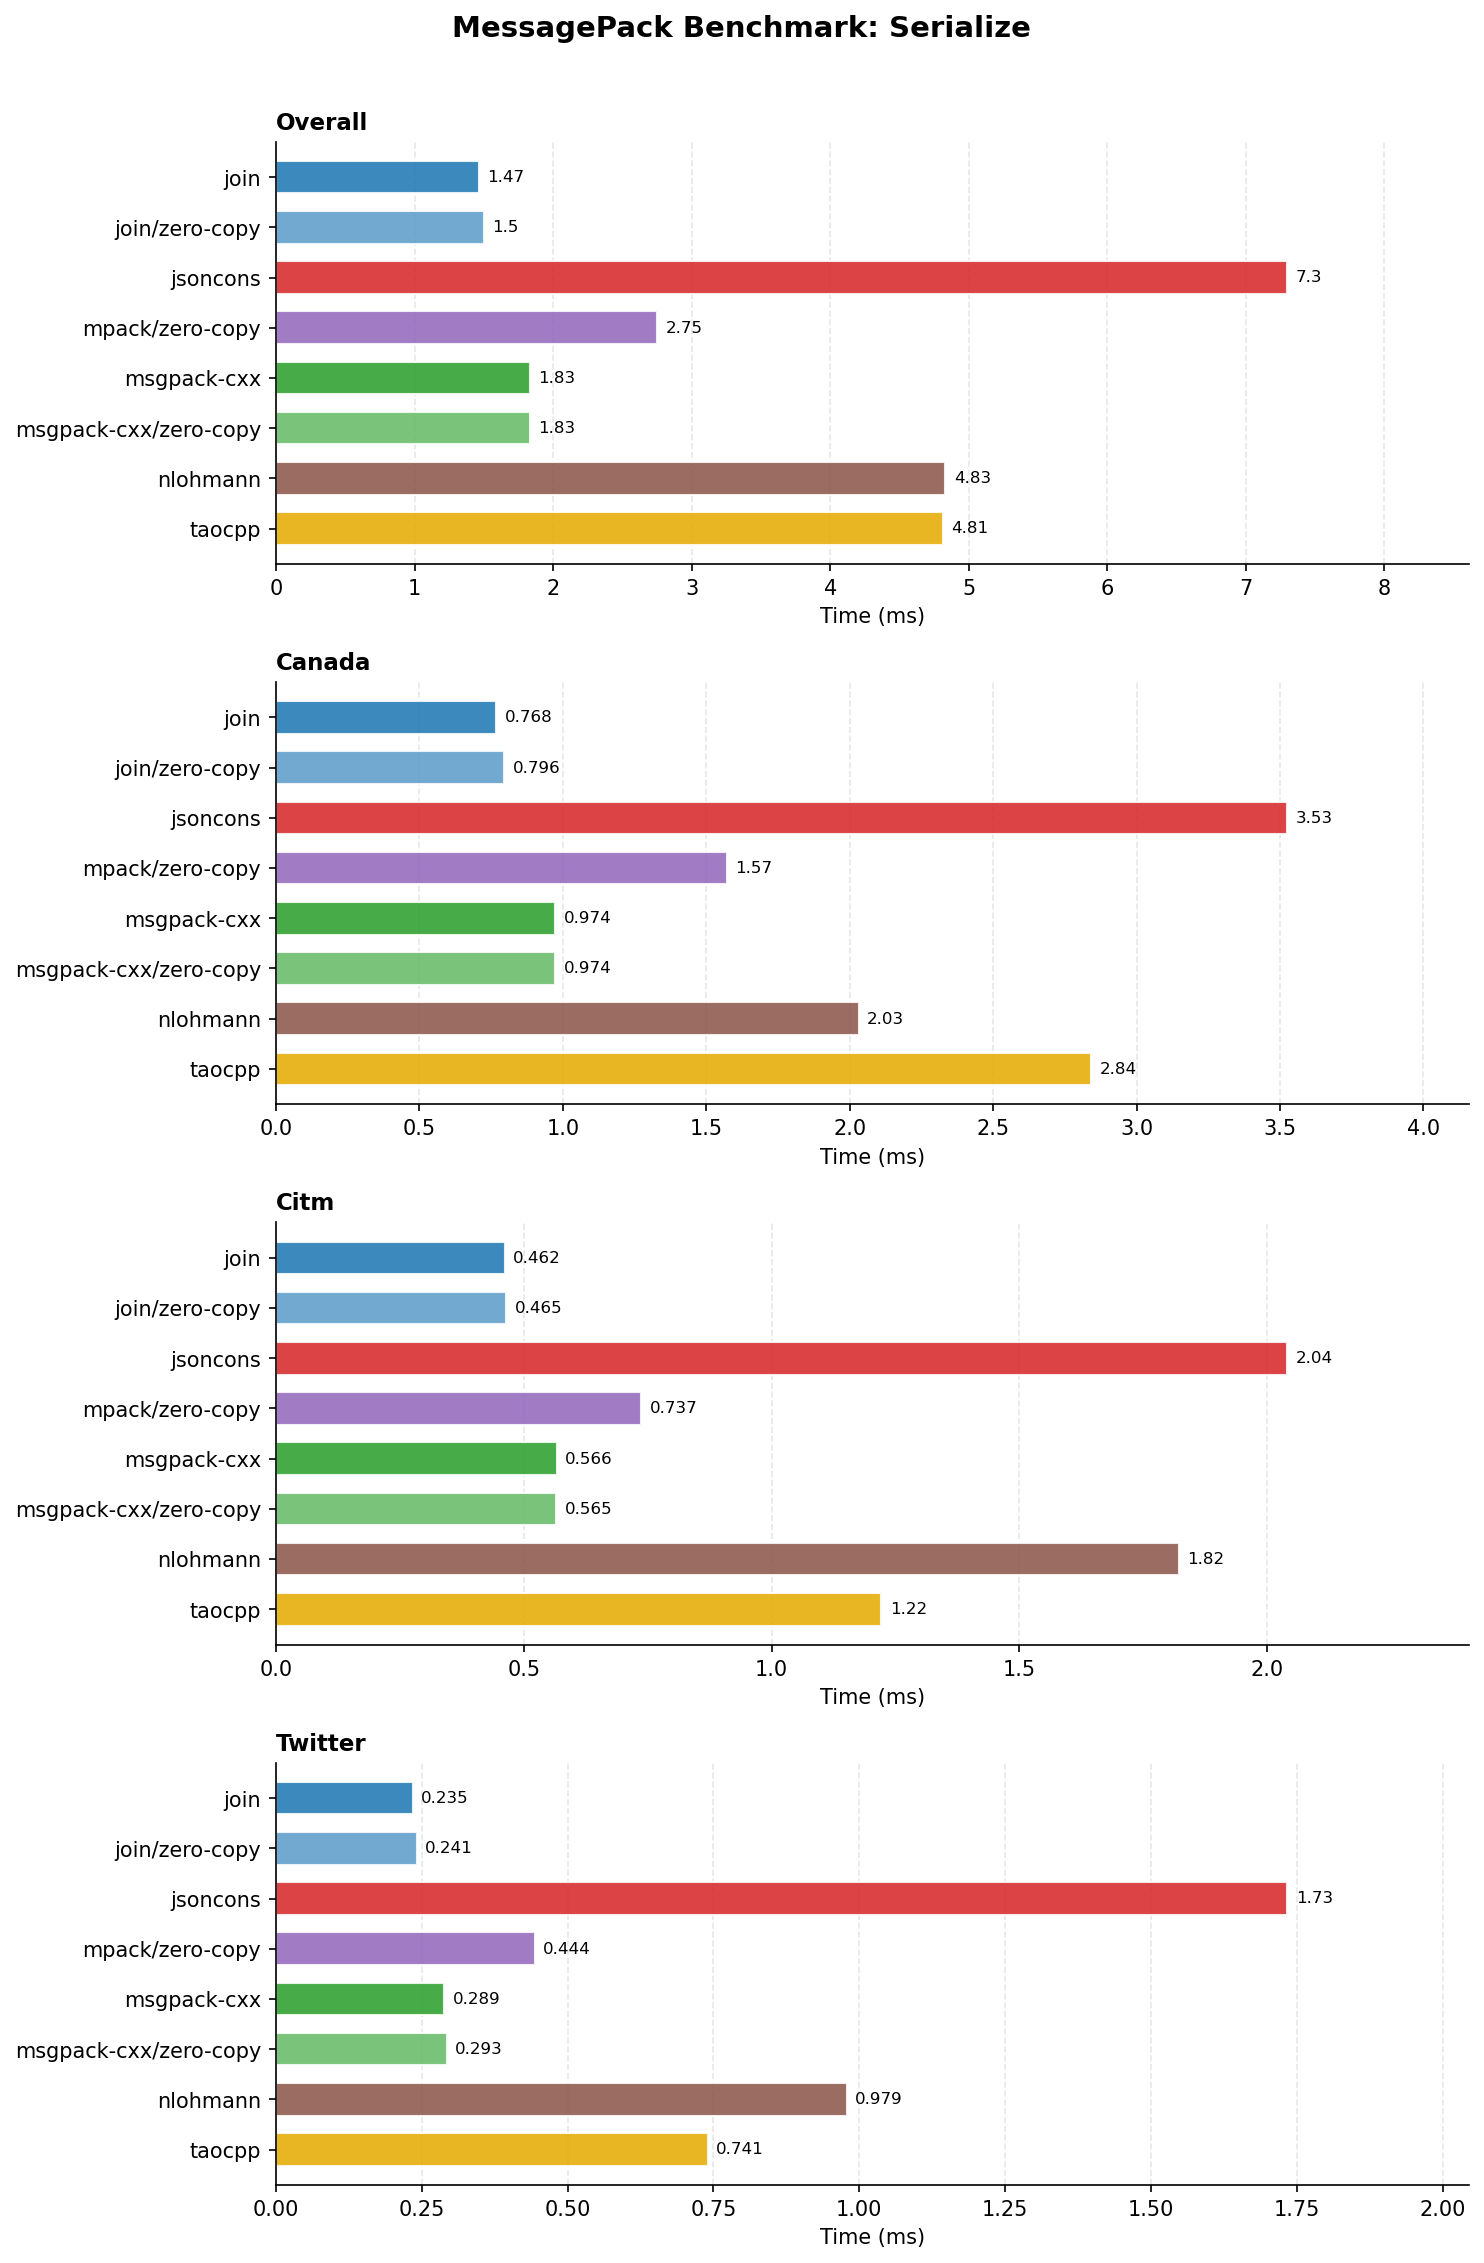 MessagePack Benchmark: Serialize
Overall
join 1.47
join/zero-copy 1.5
jsoncons 7.3
mpack/zero-copy 2.75
msgpack-cxx 1.83
msgpack-cxx/zero-copy 1.83
nlohmann 4.83
taocpp 4.81
0 1 2 3 4 5 6 7 8
Time (ms)
Canada
join 0.768
join/zero-copy 0.796
jsoncons 3.53
mpack/zero-copy 1.57
msgpack-cxx 0.974
msgpack-cxx/zero-copy 0.974
nlohmann 2.03
taocpp 2.84
0.0 0.5 1.0 1.5 2.0 2.5 3.0 3.5 4.0
Time (ms)
Citm
join 0.462
join/zero-copy 0.465
jsoncons 2.04
mpack/zero-copy 0.737
msgpack-cxx 0.566
msgpack-cxx/zero-copy 0.565
nlohmann 1.82
taocpp 1.22
0.0 0.5 1.0 1.5 2.0
Time (ms)
Twitter
join 0.235
join/zero-copy 0.241
jsoncons 1.73
mpack/zero-copy 0.444
msgpack-cxx 0.289
msgpack-cxx/zero-copy 0.293
nlohmann 0.979
taocpp 0.741
0.00 0.25 0.50 0.75 1.00 1.25 1.50 1.75 2.00
Time (ms)